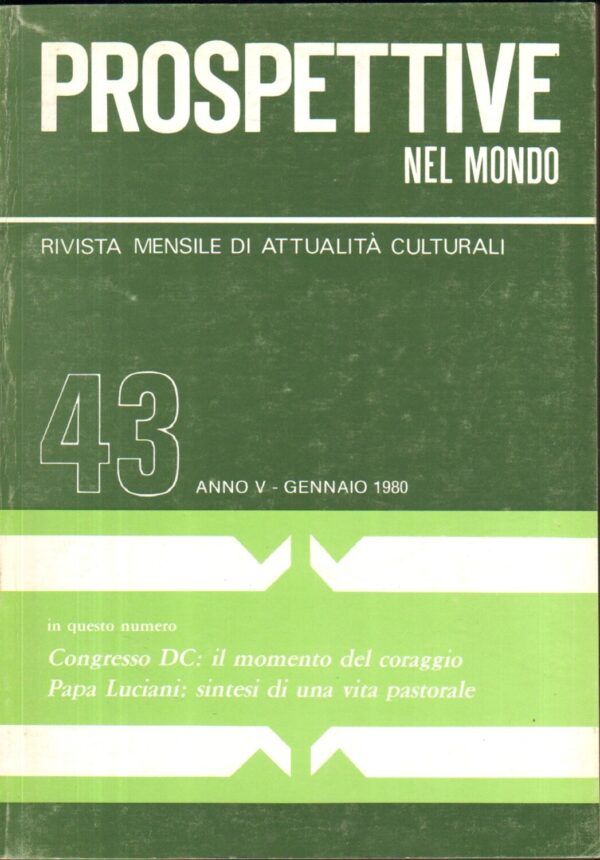 PROSPETTIVE
NEL MONDO
RIVISTA MENSILE DI ATTUALITÀ CULTURALI
43
ANNO V - GENNAIO 1980
in questo numero
Congresso DC: il momento del coraggio
Papa Luciani: sintesi di una vita pastorale